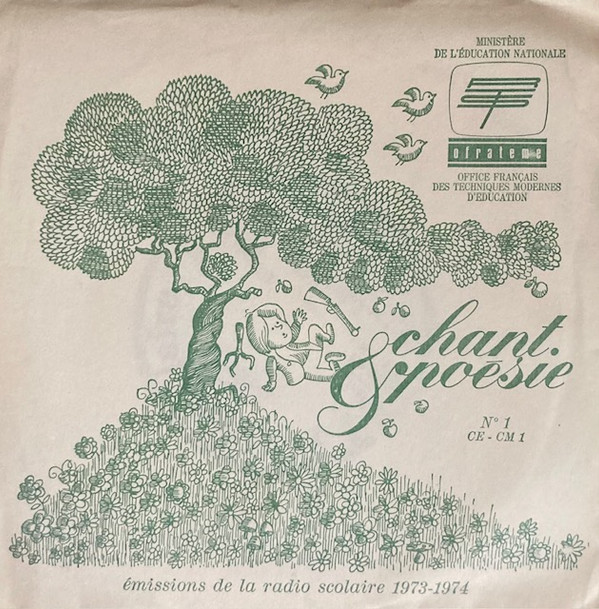 MINISTÈRE
DE L'ÉDUCATION NATIONALE
ofrateme
OFFICE FRANÇAIS
DES TECHNIQUES MODERNES
D'EDUCATION
chant
& poésie
N° 1
CE - CM 1
émissions de la radio scolaire 1973-1974